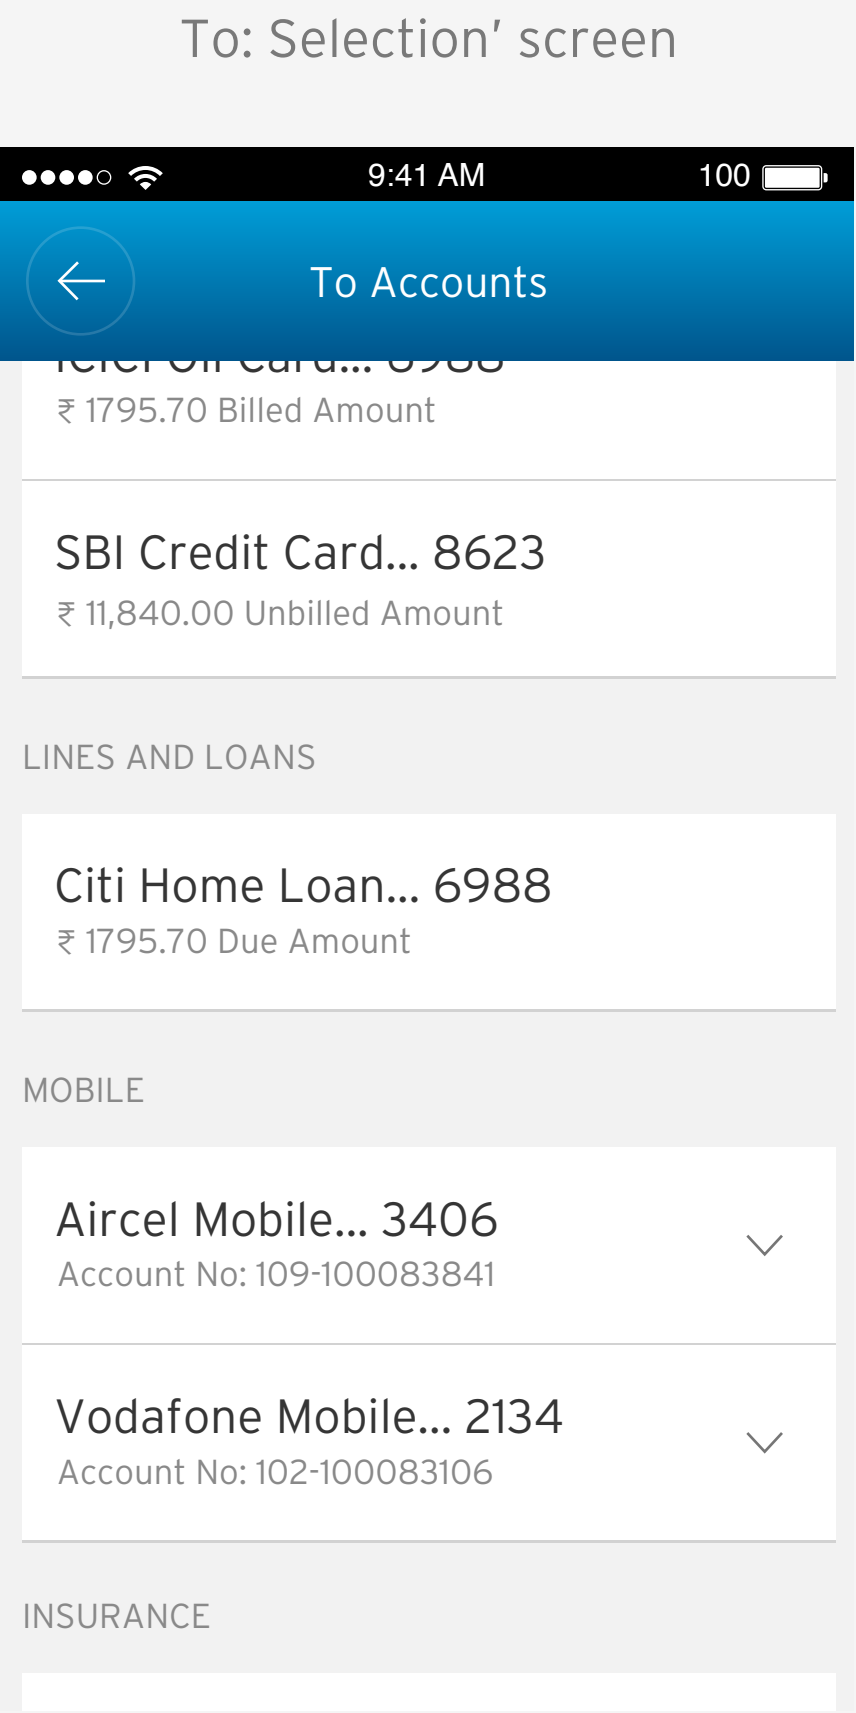 To: Selection’ screen
9:41 AM 100
To Accounts
₹ 1795.70 Billed Amount
SBI Credit Card... 8623
₹ 11,840.00 Unbilled Amount
LINES AND LOANS
Citi Home Loan... 6988
₹ 1795.70 Due Amount
MOBILE
Aircel Mobile... 3406
Account No: 109-100083841
Vodafone Mobile... 2134
Account No: 102-100083106
INSURANCE